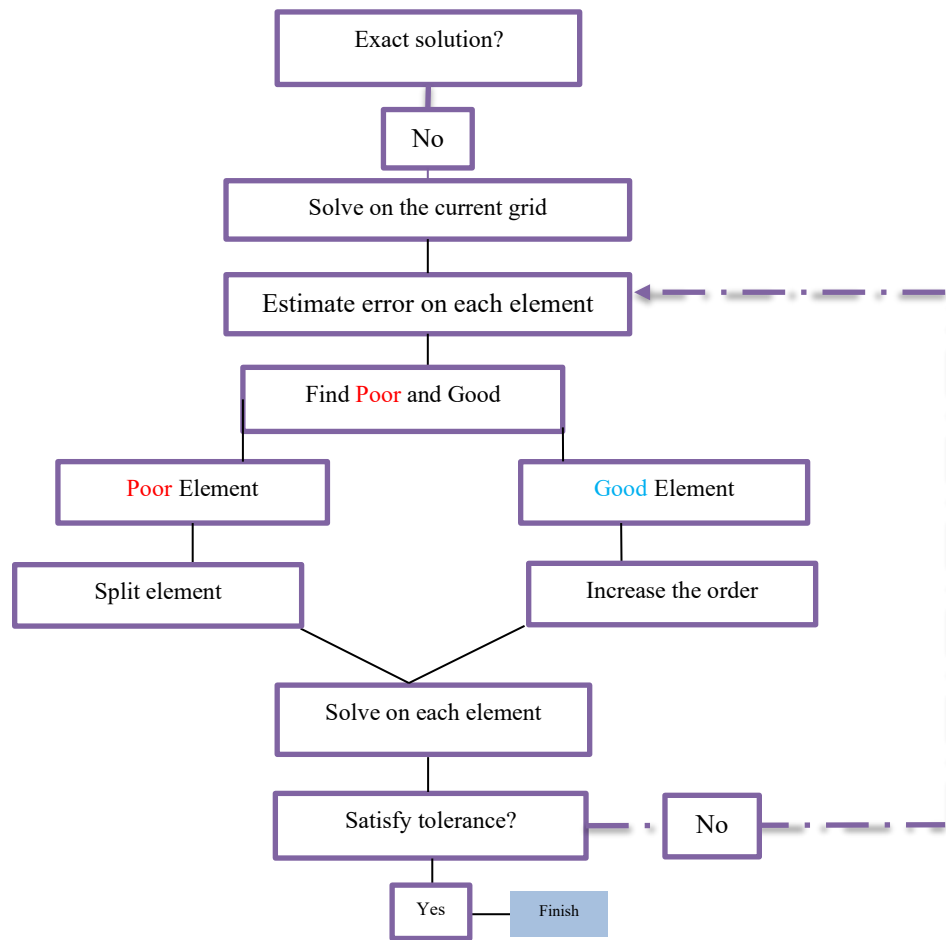 Exact solution?
No
Solve on the current grid
Estimate error on each element
Find Poor and Good
Poor Element
Good Element
Split element
Increase the order
Solve on each element
Satisfy tolerance?
No
Yes
Finish